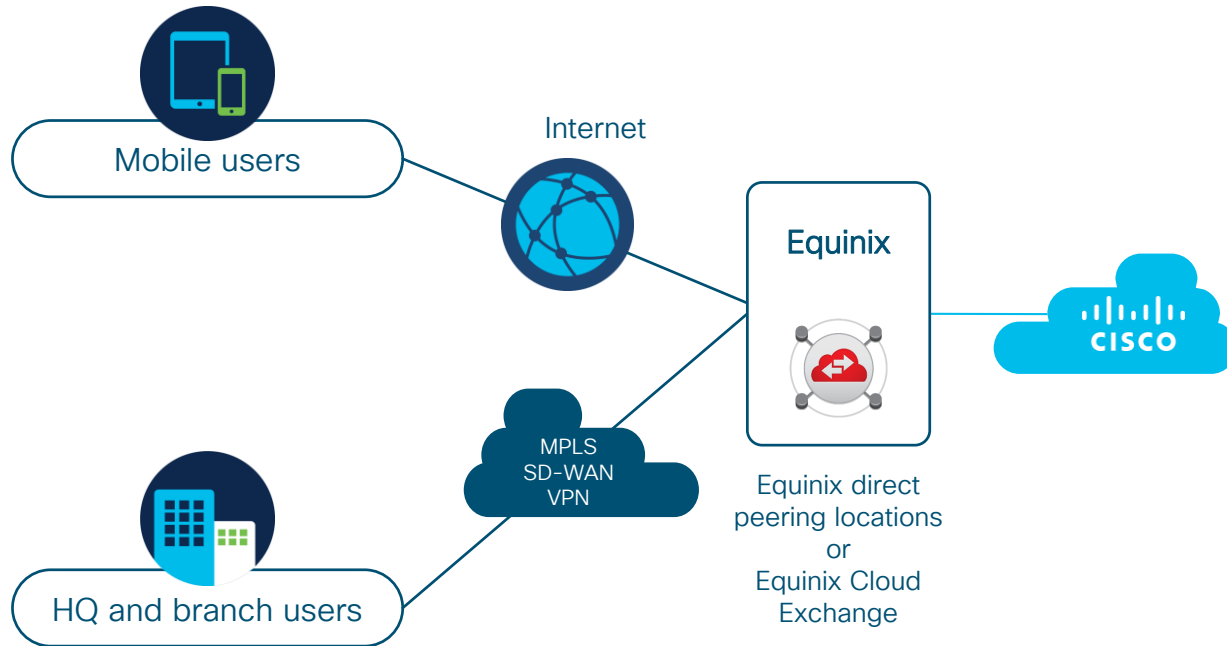 Mobile users
Internet
Equinix
CISCO
MPLS
SD-WAN
VPN
Equinix direct
peering locations
or
Equinix Cloud
Exchange
HQ and branch users